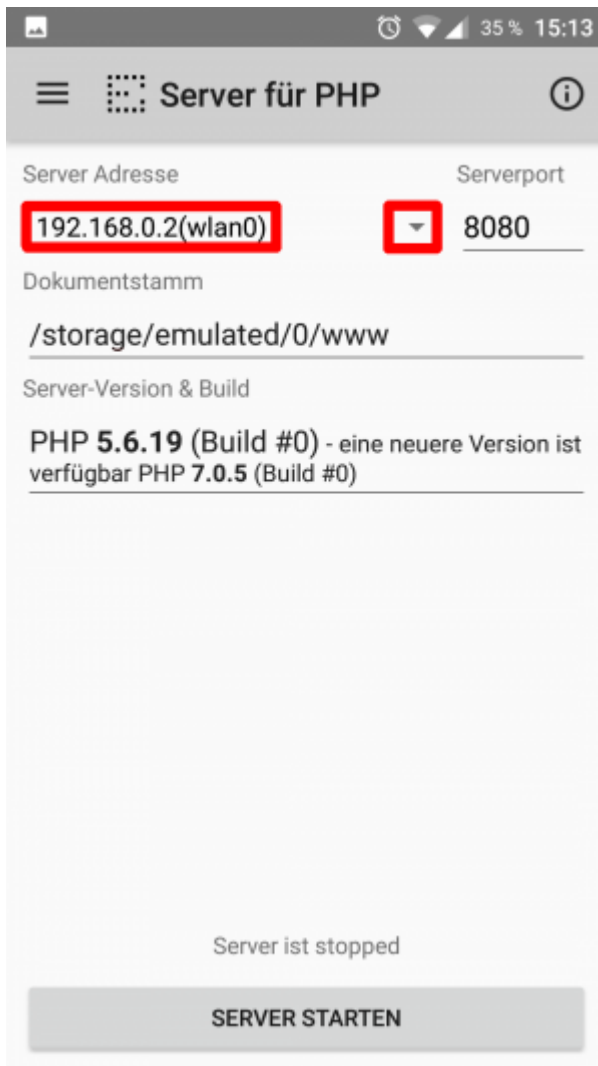 35 % 15:13
Server für PHP
Server Adresse Serverport
192.168.0.2(wlan0) 8080
Dokumentstamm
/storage/emulated/0/www
Server-Version & Build
PHP 5.6.19 (Build #0) - eine neuere Version ist
verfügbar PHP 7.0.5 (Build #0)
Server ist stopped
SERVER STARTEN